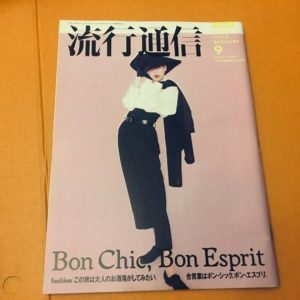 流行通信
STYLE
MAGAZINE
9
Bon Chic, Bon Esprit
fashion この秋は大人のお洒落がしてみたい。 合言葉はボン・シック、ボン・エスプリ。